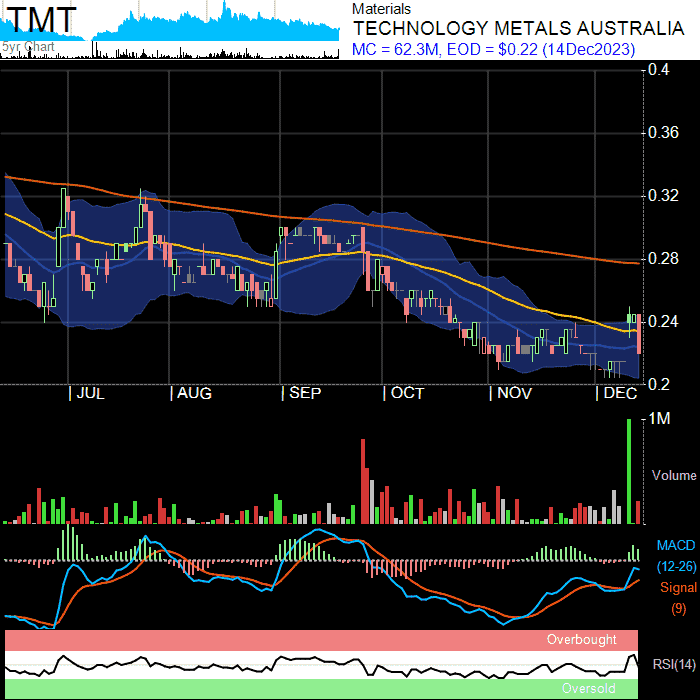 TMT
5yr Chart
Materials
TECHNOLOGY METALS AUSTRALIA
MC = 62.3M, EOD = $0.22 (14Dec2023)
0.4
0.36
0.32
0.28
0.24
0.2
| JUL | AUG | SEP | OCT | NOV | DEC
1M
Volume
MACD
(12-26)
Signal
(9)
Overbought
RSI(14)
Oversold